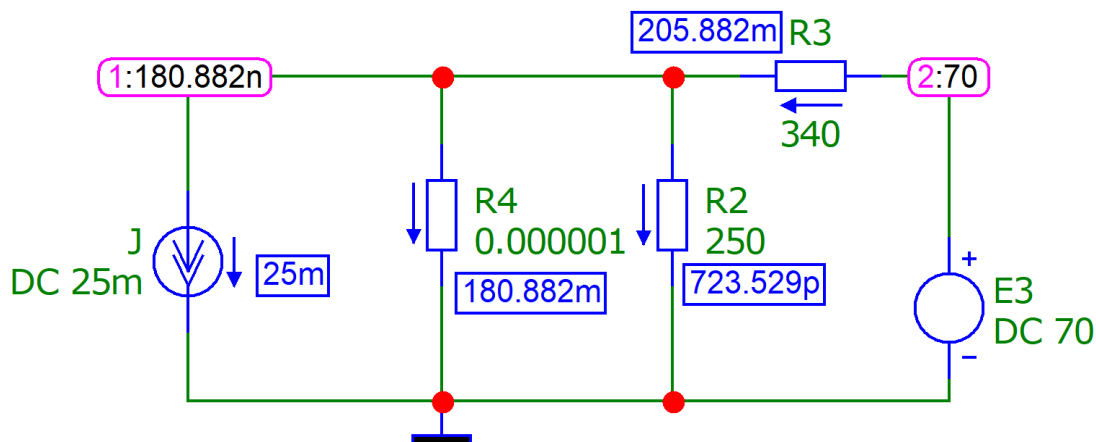 205.882m R3
1:180.882n
2:70
340
R4
0.000001
R2
250
J
DC 25m
25m
180.882m
723.529p
+
E3
DC 70
−